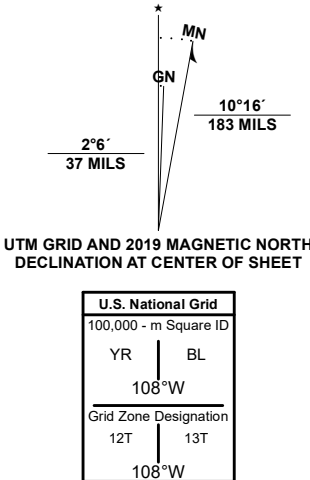 ★
MN
GN
10°16´
183 MILS
2°6´
37 MILS
UTM GRID AND 2019 MAGNETIC NORTH
DECLINATION AT CENTER OF SHEET
U.S. National Grid
100,000 - m Square ID
YR BL
108°W
Grid Zone Designation
12T 13T
108°W